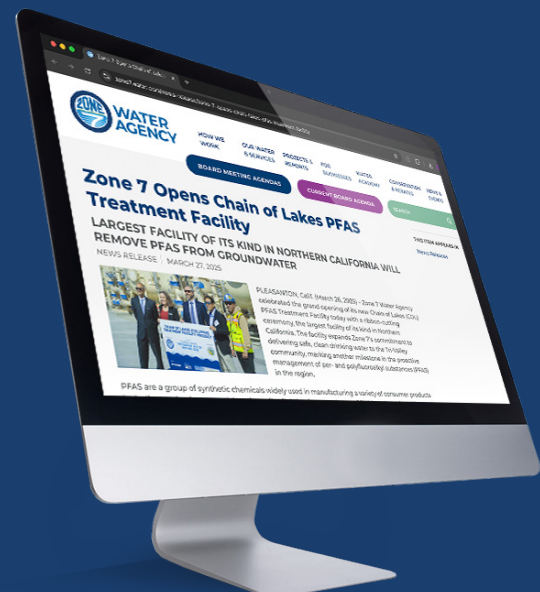 Zone 7 Opens Chain of Lakes
ZONE
7
WATER
AGENCY
HOW WE
WORK
OUR WATER
& SERVICES
PROJECTS &
PERMITS
FOR
BUSINESSES
WATER
ACADEMY
CONSERVATION
& REBATES
NEWS &
EVENTS
BOARD MEETING AGENDAS
CURRENT BOARD AGENDA
SEARCH
Zone 7 Opens Chain of Lakes PFAS
Treatment Facility
LARGEST FACILITY OF ITS KIND IN NORTHERN CALIFORNIA WILL
REMOVE PFAS FROM GROUNDWATER
NEWS RELEASE | MARCH 27, 2025
THIS ITEM APPEARS IN
News Releases
PLEASANTON, Calif. (March 26, 2025) – Zone 7 Water Agency
celebrated the grand opening of its new Chain of Lakes (COL)
PFAS Treatment Facility today with a ribbon-cutting
ceremony, the largest facility of its kind in Northern
California. The facility expands Zone 7's commitment to
delivering safe, clean drinking water to the Tri-Valley
community, marking another milestone in the proactive
management of per- and polyfluoroalkyl substances (PFAS)
in the region.
PFAS are a group of synthetic chemicals widely used in manufacturing a variety of consumer products